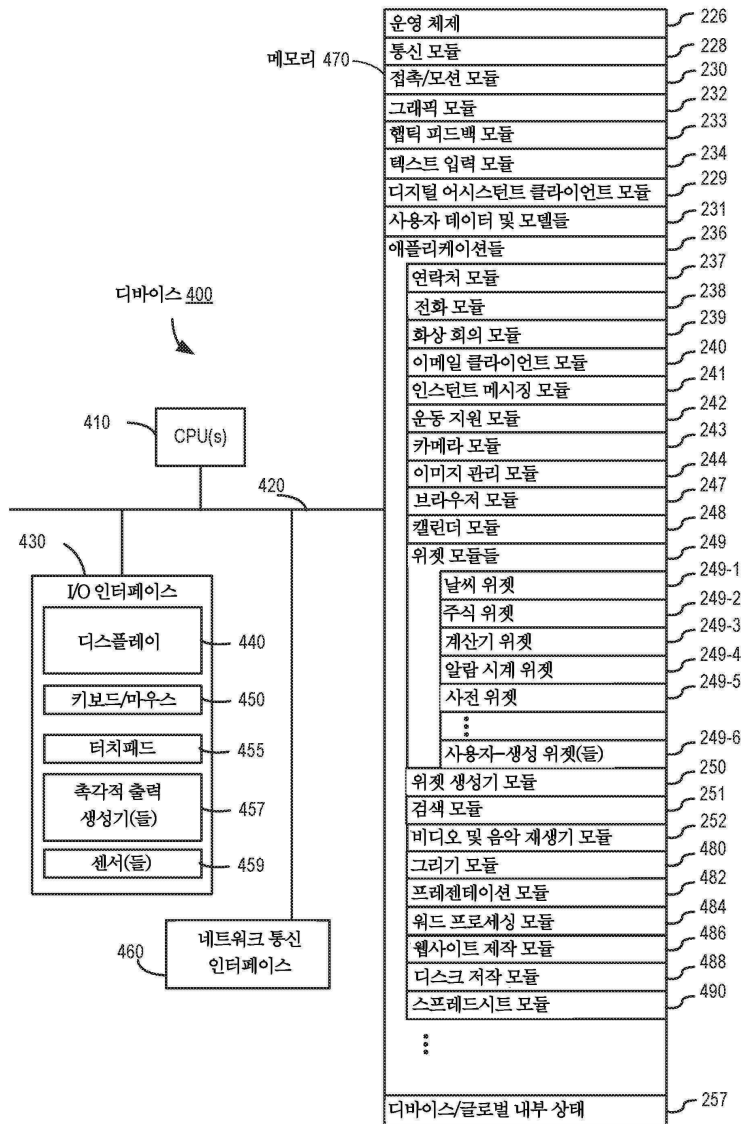 메모리 470
운영 체제 226
통신 모듈 228
접촉/모션 모듈 230
그래픽 모듈 232
햅틱 피드백 모듈 233
텍스트 입력 모듈 234
디지털 어시스턴트 클라이언트 모듈 229
사용자 데이터 및 모델들 231
애플리케이션들 236
연락처 모듈 237
전화 모듈 238
화상 회의 모듈 239
이메일 클라이언트 모듈 240
인스턴트 메시징 모듈 241
운동 지원 모듈 242
카메라 모듈 243
이미지 관리 모듈 244
브라우저 모듈 247
캘린더 모듈 248
위젯 모듈들 249
날씨 위젯 249-1
주식 위젯 249-2
계산기 위젯 249-3
알람 시계 위젯 249-4
사전 위젯 249-5
사용자-생성 위젯(들) 249-6
위젯 생성기 모듈 250
검색 모듈 251
비디오 및 음악 재생기 모듈 252
그리기 모듈 480
프레젠테이션 모듈 482
워드 프로세싱 모듈 484
웹사이트 제작 모듈 486
디스크 저작 모듈 488
스프레드시트 모듈 490
디바이스/글로벌 내부 상태 257
디바이스 400
410
CPU(s)
420
430
I/O 인터페이스
디스플레이 440
키보드/마우스 450
터치패드 455
촉각적 출력
생성기(들) 457
센서(들) 459
460
네트워크 통신
인터페이스